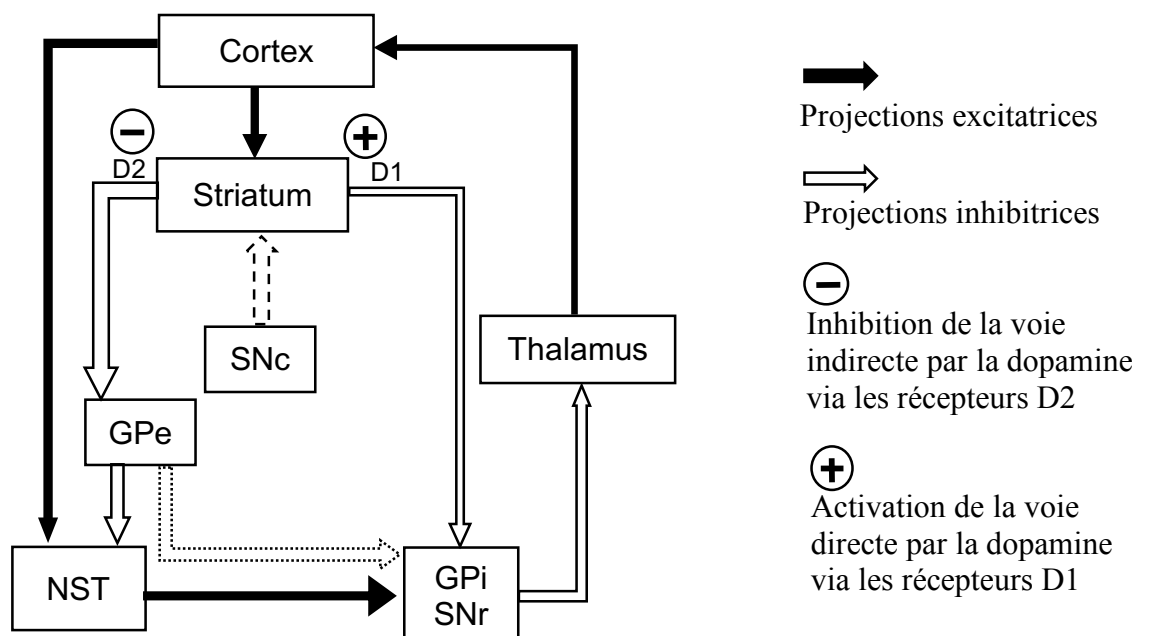 Cortex
−
+
D2
D1
Striatum
SNc
Thalamus
GPe
NST
GPi
SNr
Projections excitatrices
Projections inhibitrices
−
Inhibition de la voie
indirecte par la dopamine
via les récepteurs D2
+
Activation de la voie
directe par la dopamine
via les récepteurs D1